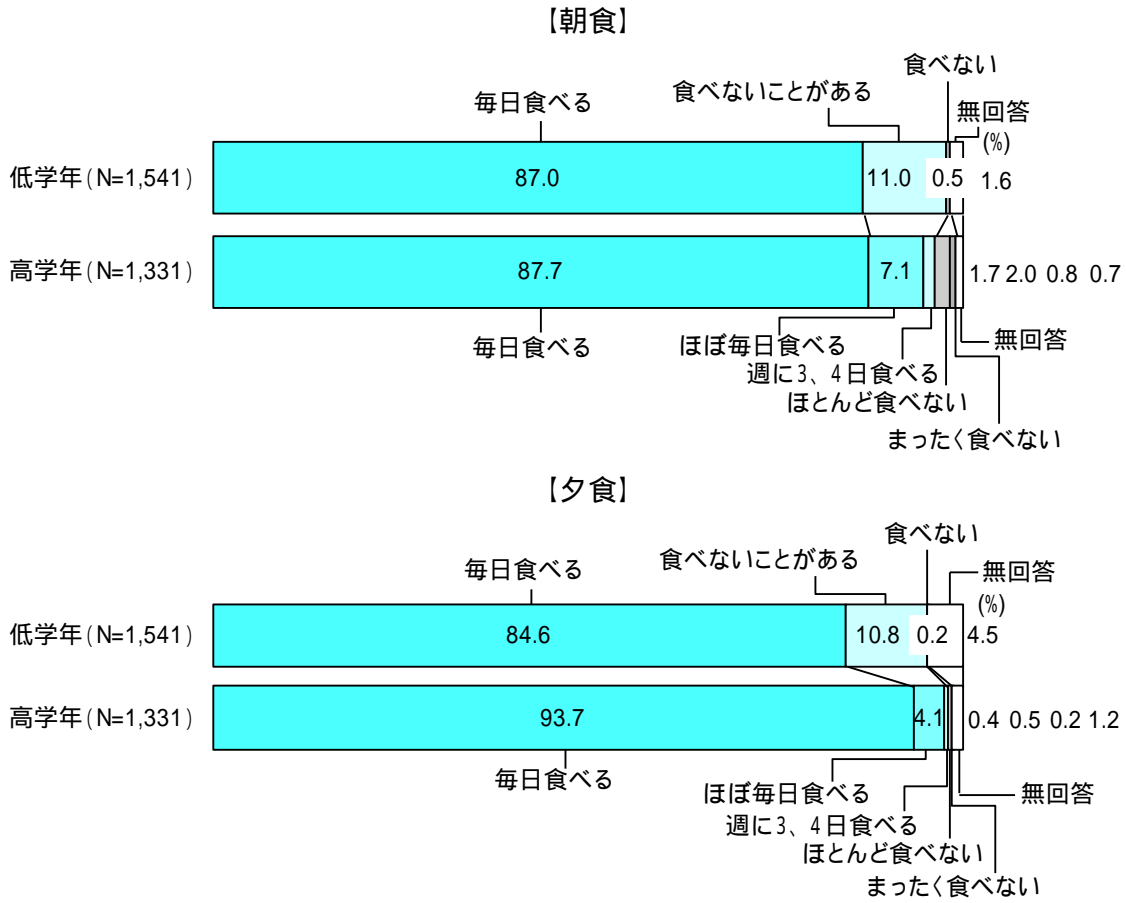 【朝食】
食べない
毎日食べる 食べないことがある 無回答
(%)
低学年(N=1,541) 87.0 11.0 0.5 1.6
高学年(N=1,331) 87.7 7.1 1.7 2.0 0.8 0.7
毎日食べる ほぼ毎日食べる 無回答
週に3、4日食べる
ほとんど食べない
まったく食べない
【夕食】
食べない
毎日食べる 食べないことがある 無回答
(%)
低学年(N=1,541) 84.6 10.8 0.2 4.5
高学年(N=1,331) 93.7 4.1 0.4 0.5 0.2 1.2
毎日食べる ほぼ毎日食べる 無回答
週に3、4日食べる
ほとんど食べない
まったく食べない